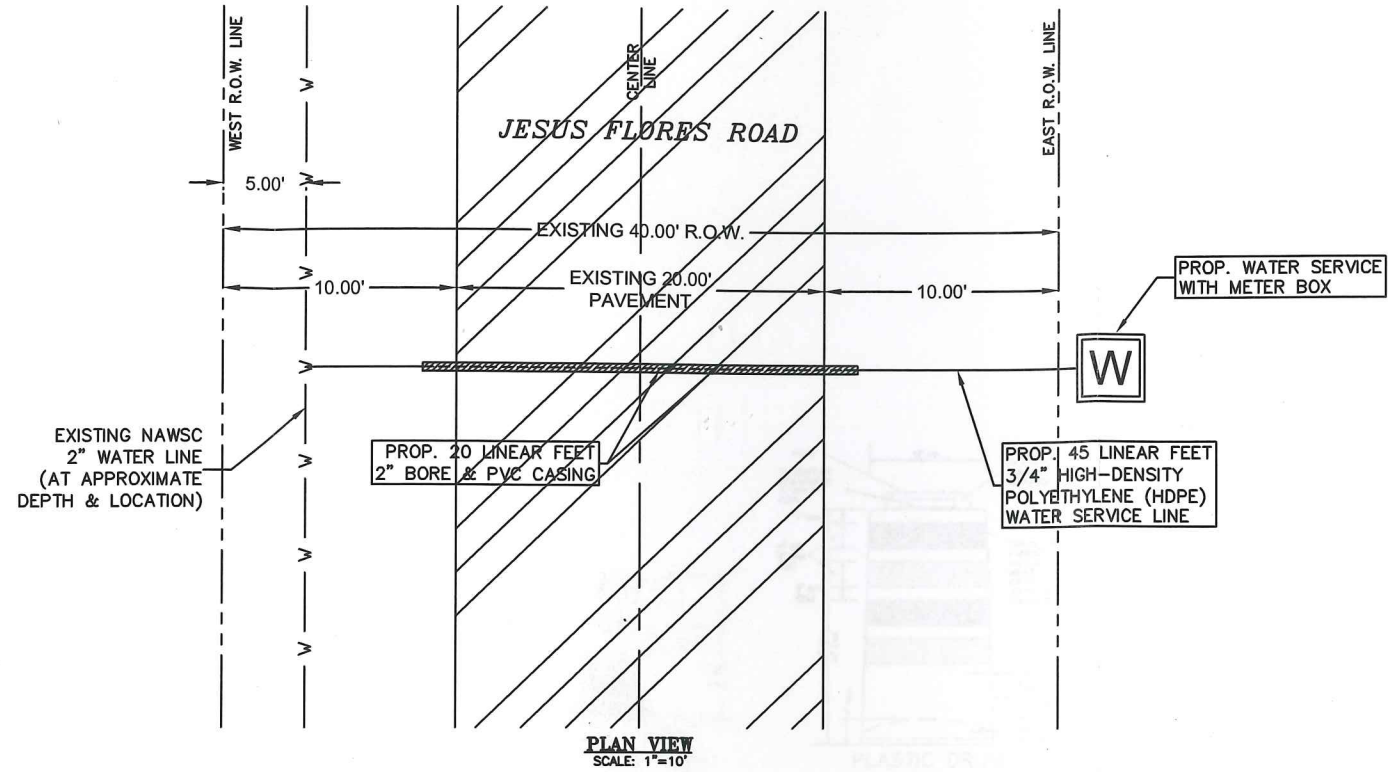 WEST R.O.W. LINE
CENTER
LINE
EAST R.O.W. LINE
W
JESUS FLORES ROAD
W
5.00'
EXISTING 40.00' R.O.W.
W
10.00'
EXISTING 20.00'
PAVEMENT
10.00'
PROP. WATER SERVICE
WITH METER BOX
W
W
EXISTING NAWSC
2" WATER LINE
(AT APPROXIMATE
DEPTH & LOCATION)
W
PROP. 20 LINEAR FEET
2" BORE & PVC CASING
PROP. 45 LINEAR FEET
3/4" HIGH-DENSITY
POLYETHYLENE (HDPE)
WATER SERVICE LINE
W
W
PLAN VIEW
SCALE: 1"=10'
PLASTIC DR